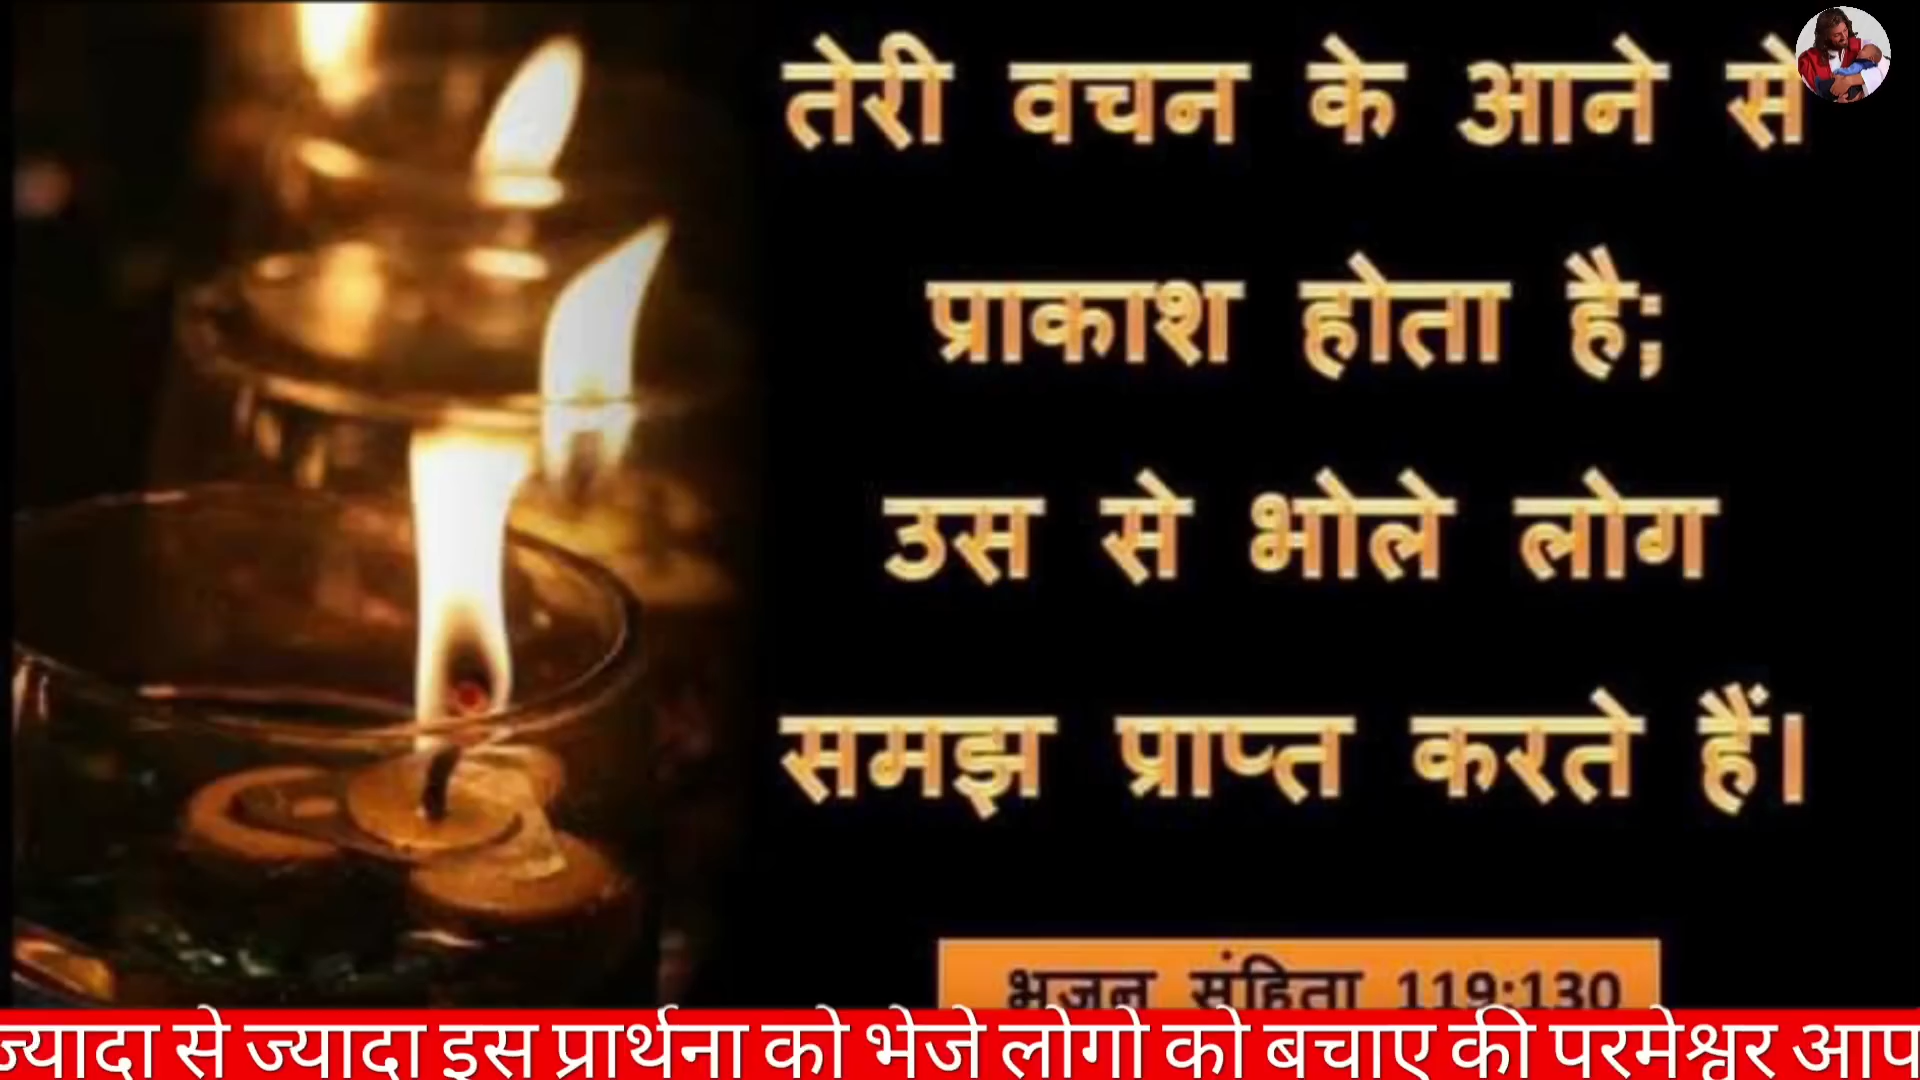 तेरी वचन के आने से
प्राकाश होता है;
उस से भोले लोग
समझ प्राप्त करते हैं।
भजन संहिता 119:130
ज्यादा से ज्यादा इस प्रार्थना को भेजे लोगो को बचाए की परमेश्वर आप